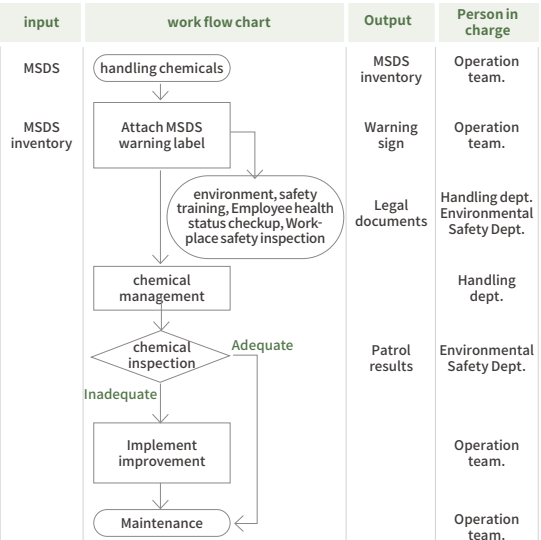 input
work flow chart
Output
Person in
charge
MSDS
handling chemicals
MSDS
inventory
Operation
team.
MSDS
inventory
Attach MSDS
warning label
Warning
sign
Operation
team.
environment, safety
training, Employee health
status checkup, Work-
place safety inspection
Legal
documents
Handling dept.
Environmental
Safety Dept.
chemical
management
Handling
dept.
chemical
inspection
Adequate
Patrol
results
Environmental
Safety Dept.
Inadequate
Implement
improvement
Operation
team.
Maintenance
Operation
team.